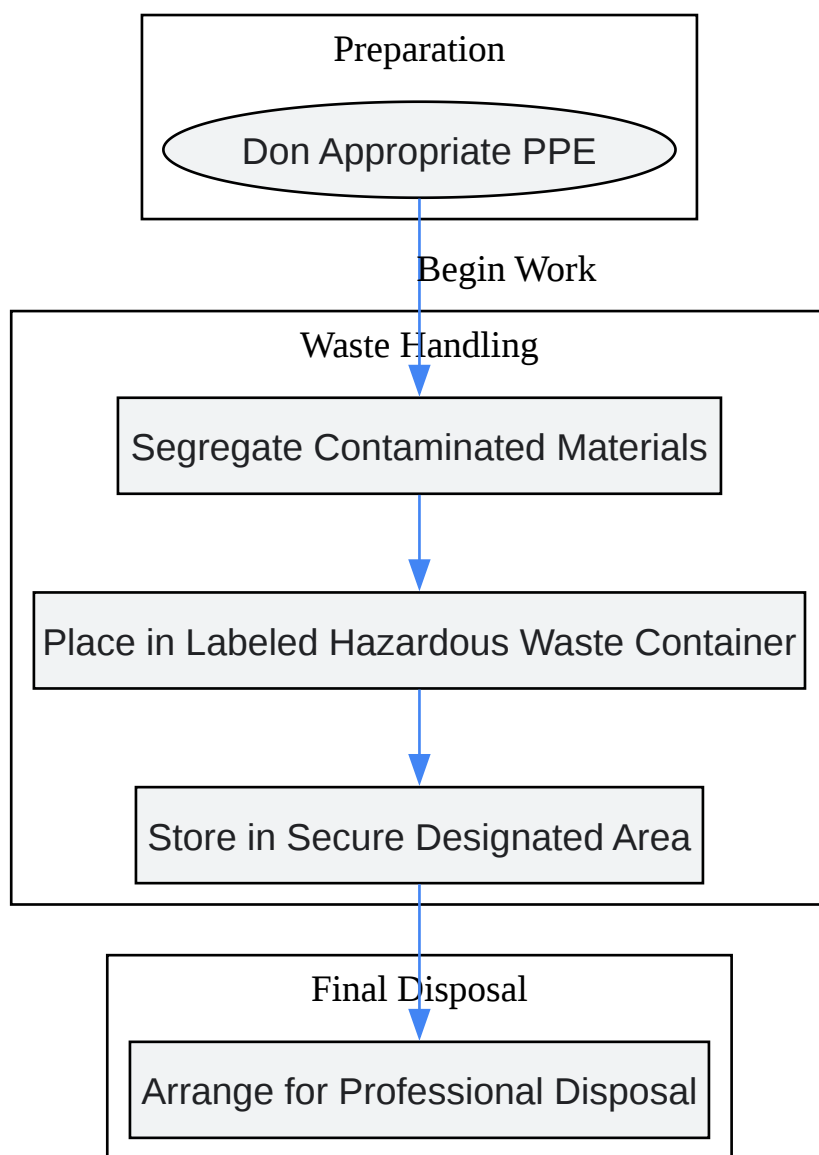 Preparation
Don Appropriate PPE
Begin Work
Waste Handling
Segregate Contaminated Materials
Place in Labeled Hazardous Waste Container
Store in Secure Designated Area
Final Disposal
Arrange for Professional Disposal